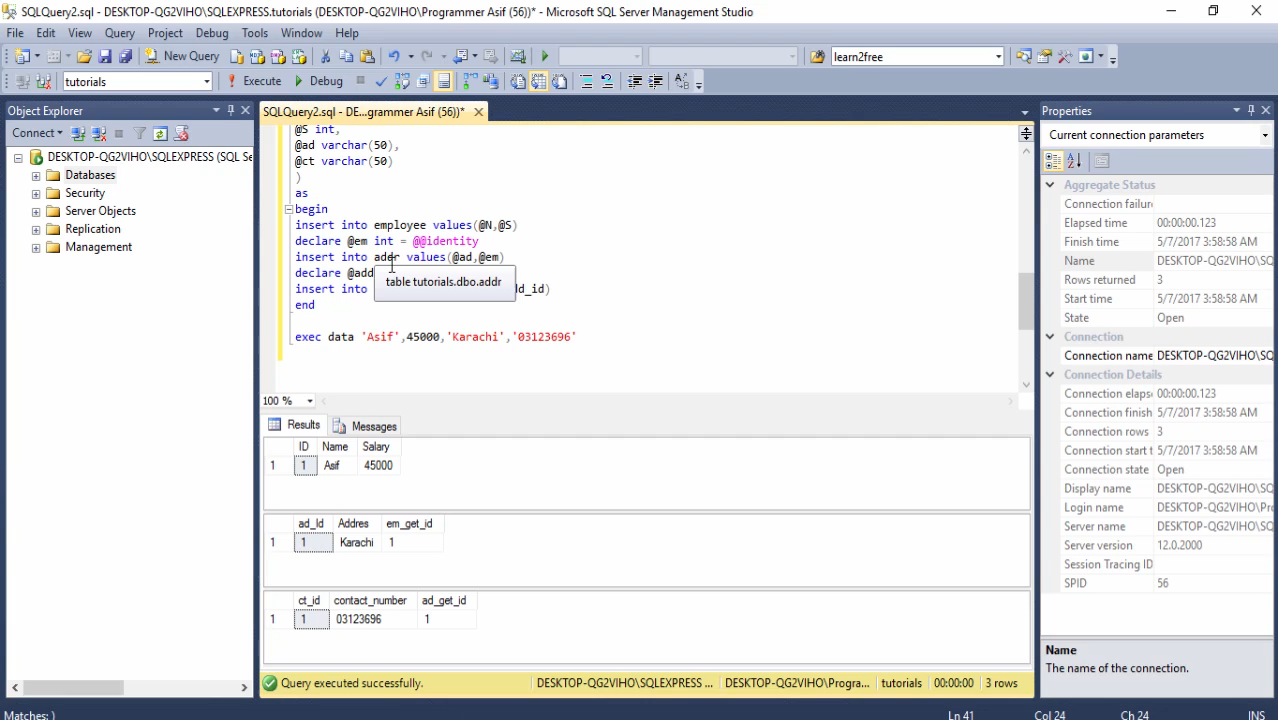 SQLQuery2.sql - DESKTOP-QG2VIHO\SQLEXPRESS.tutorials (DESKTOP-QG2VIHO\Programmer Asif (56))* - Microsoft SQL Server Management Studio
File Edit View Query Project Debug Tools Window Help
New Query learn2free
tutorials Execute Debug
Object Explorer
Connect
DESKTOP-QG2VIHO\SQLEXPRESS (SQL Se
Databases
Security
Server Objects
Replication
Management
SQLQuery2.sql - DE...grammer Asif (56))*
@S int,
@ad varchar(50),
@ct varchar(50)
)
as
begin
insert into employee values(@N,@S)
declare @em int = @@identity
insert into addr values(@ad,@em)
declare @add
table tutorials.dbo.addr
insert into d_id)
end
exec data 'Asif',45000,'Karachi','03123696'
100 %
Results Messages
ID Name Salary
1 1 Asif 45000
ad_Id Addres em_get_id
1 1 Karachi 1
ct_id contact_number ad_get_id
1 1 03123696 1
Query executed successfully. DESKTOP-QG2VIHO\SQLEXPRESS ... DESKTOP-QG2VIHO\Progra... tutorials 00:00:00 3 rows
Properties
Current connection parameters
Aggregate Status
Connection failure
Elapsed time 00:00:00.123
Finish time 5/7/2017 3:58:58 AM
Name DESKTOP-QG2VIHO\SQ
Rows returned 3
Start time 5/7/2017 3:58:58 AM
State Open
Connection
Connection name DESKTOP-QG2VIHO\SQ
Connection Details
Connection elaps 00:00:00.123
Connection finish 5/7/2017 3:58:58 AM
Connection rows 3
Connection start t 5/7/2017 3:58:58 AM
Connection state Open
Display name DESKTOP-QG2VIHO\SQ
Login name DESKTOP-QG2VIHO\Pro
Server name DESKTOP-QG2VIHO\SQ
Server version 12.0.2000
Session Tracing ID
SPID 56
Name
The name of the connection.
Matches: ) Ln 41 Col 24 Ch 24 INS